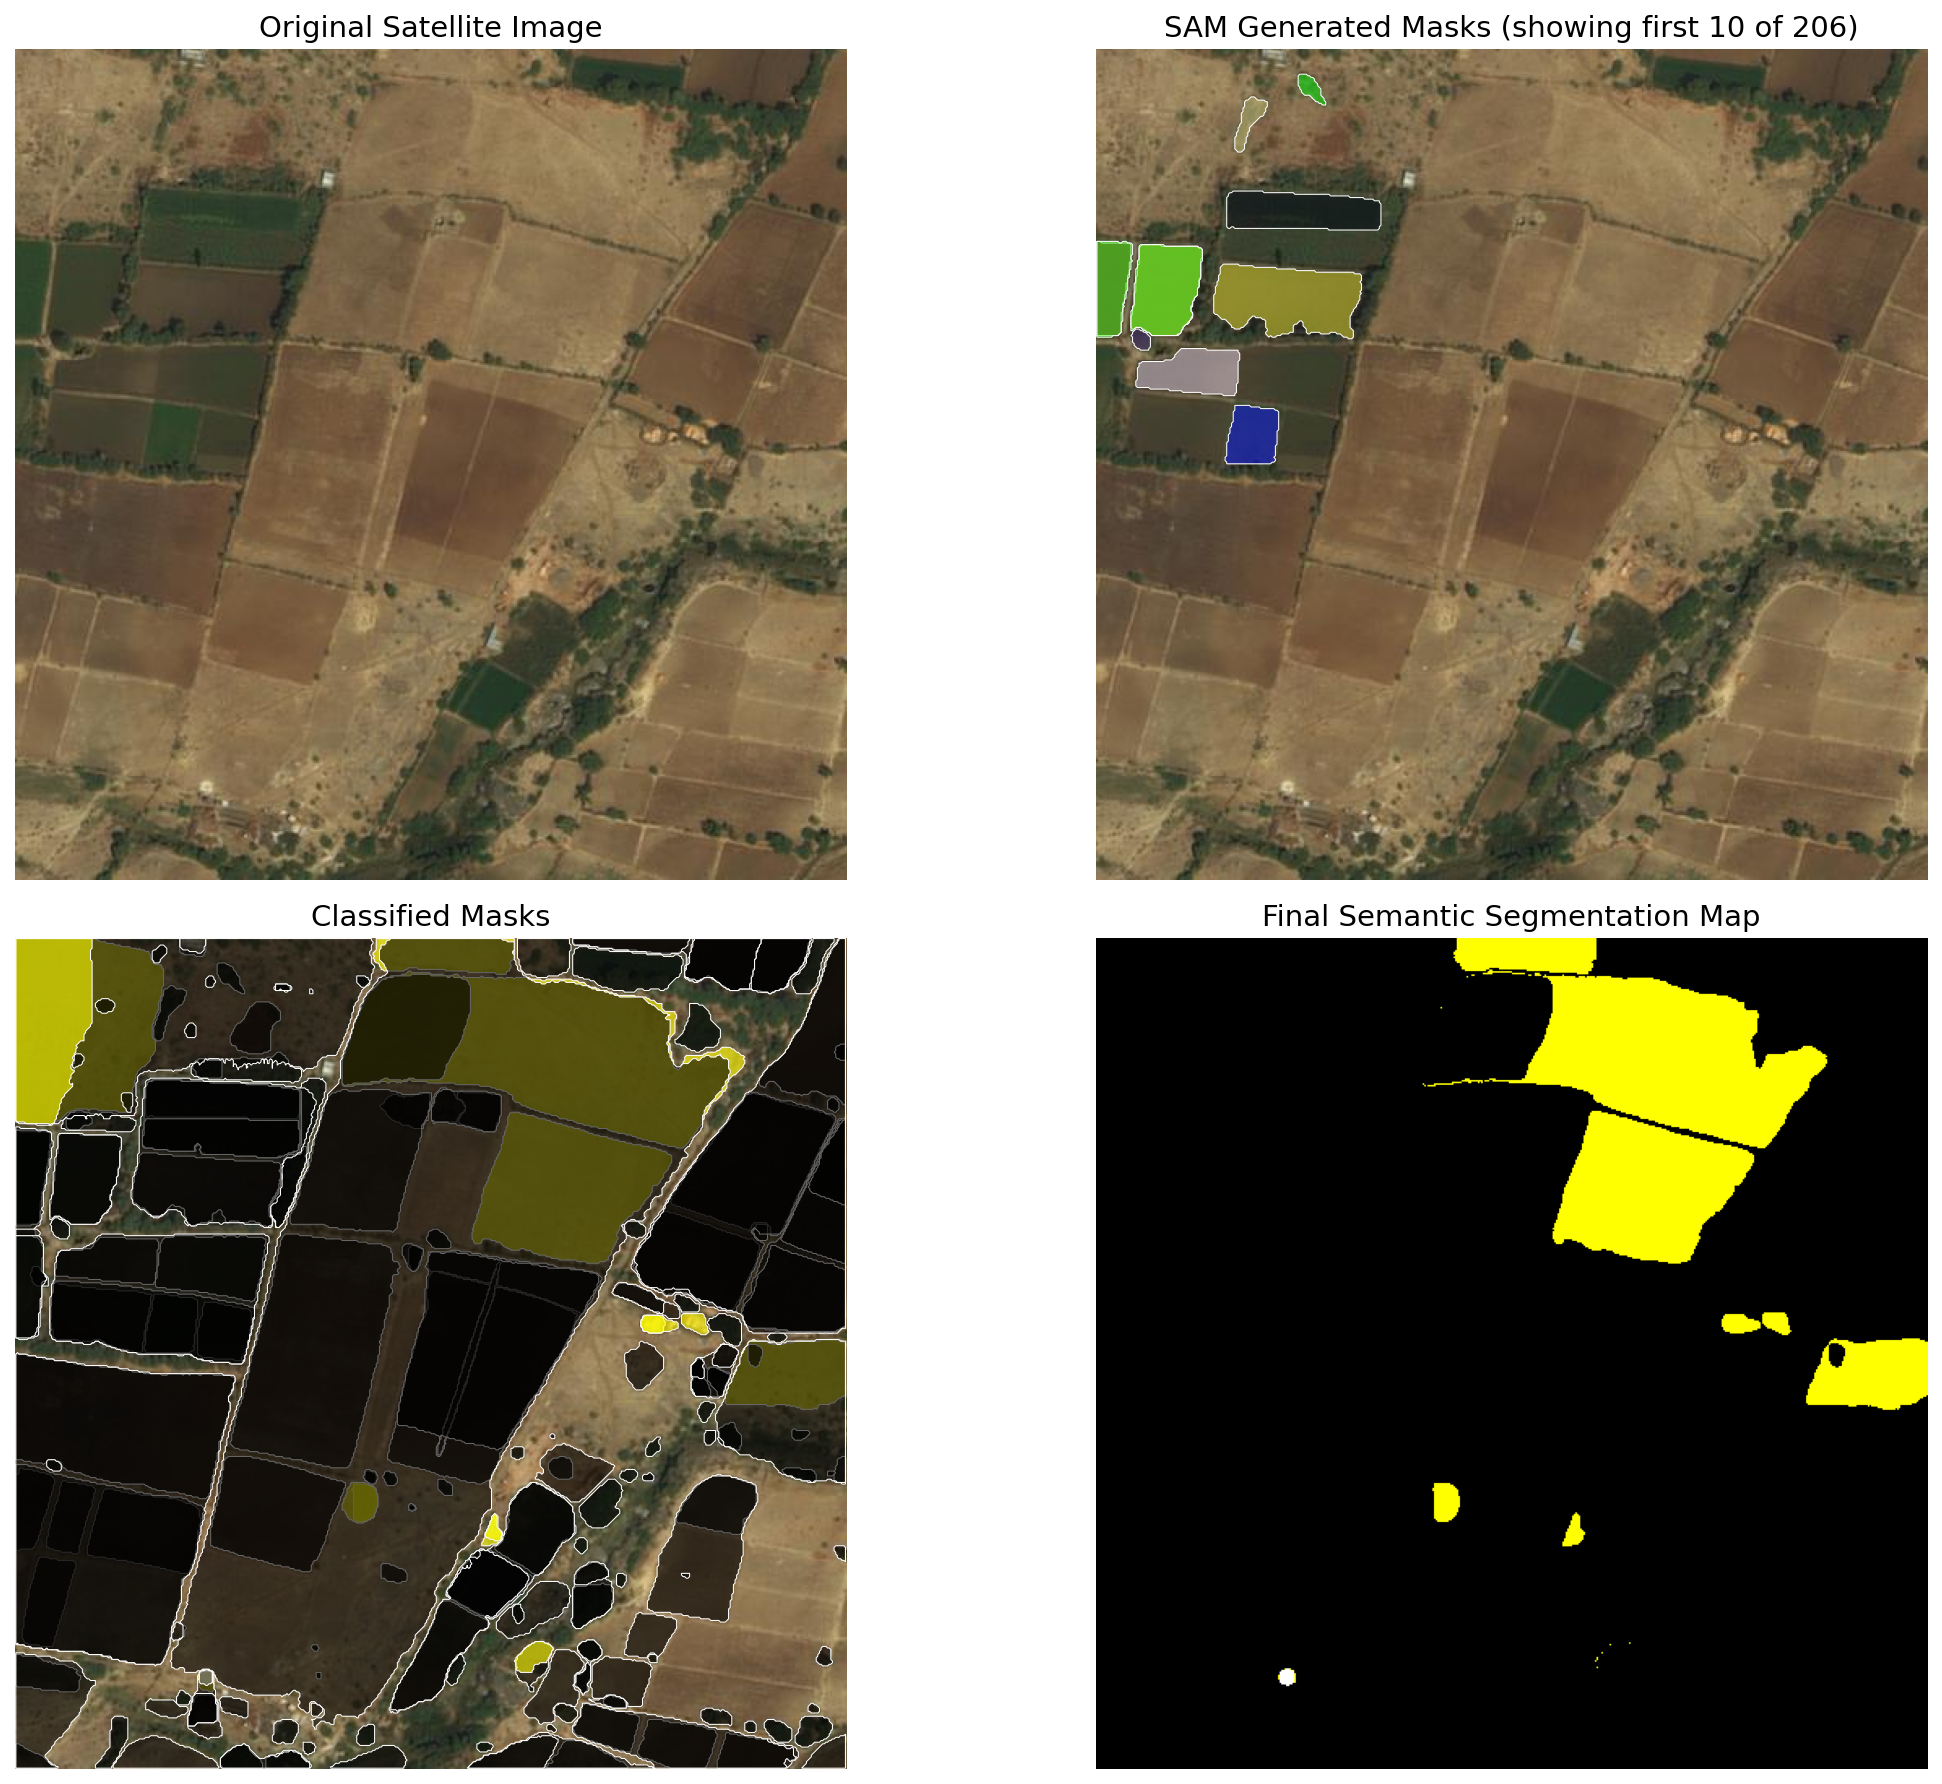 Original Satellite Image
SAM Generated Masks (showing first 10 of 206)
Classified Masks
Final Semantic Segmentation Map